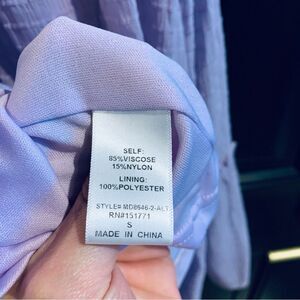 SELF:
85%VISCOSE
15%NYLON
LINING:
100%POLYESTER
STYLE# MD8646-2-ALT
RN#151771
S
MADE IN CHINA